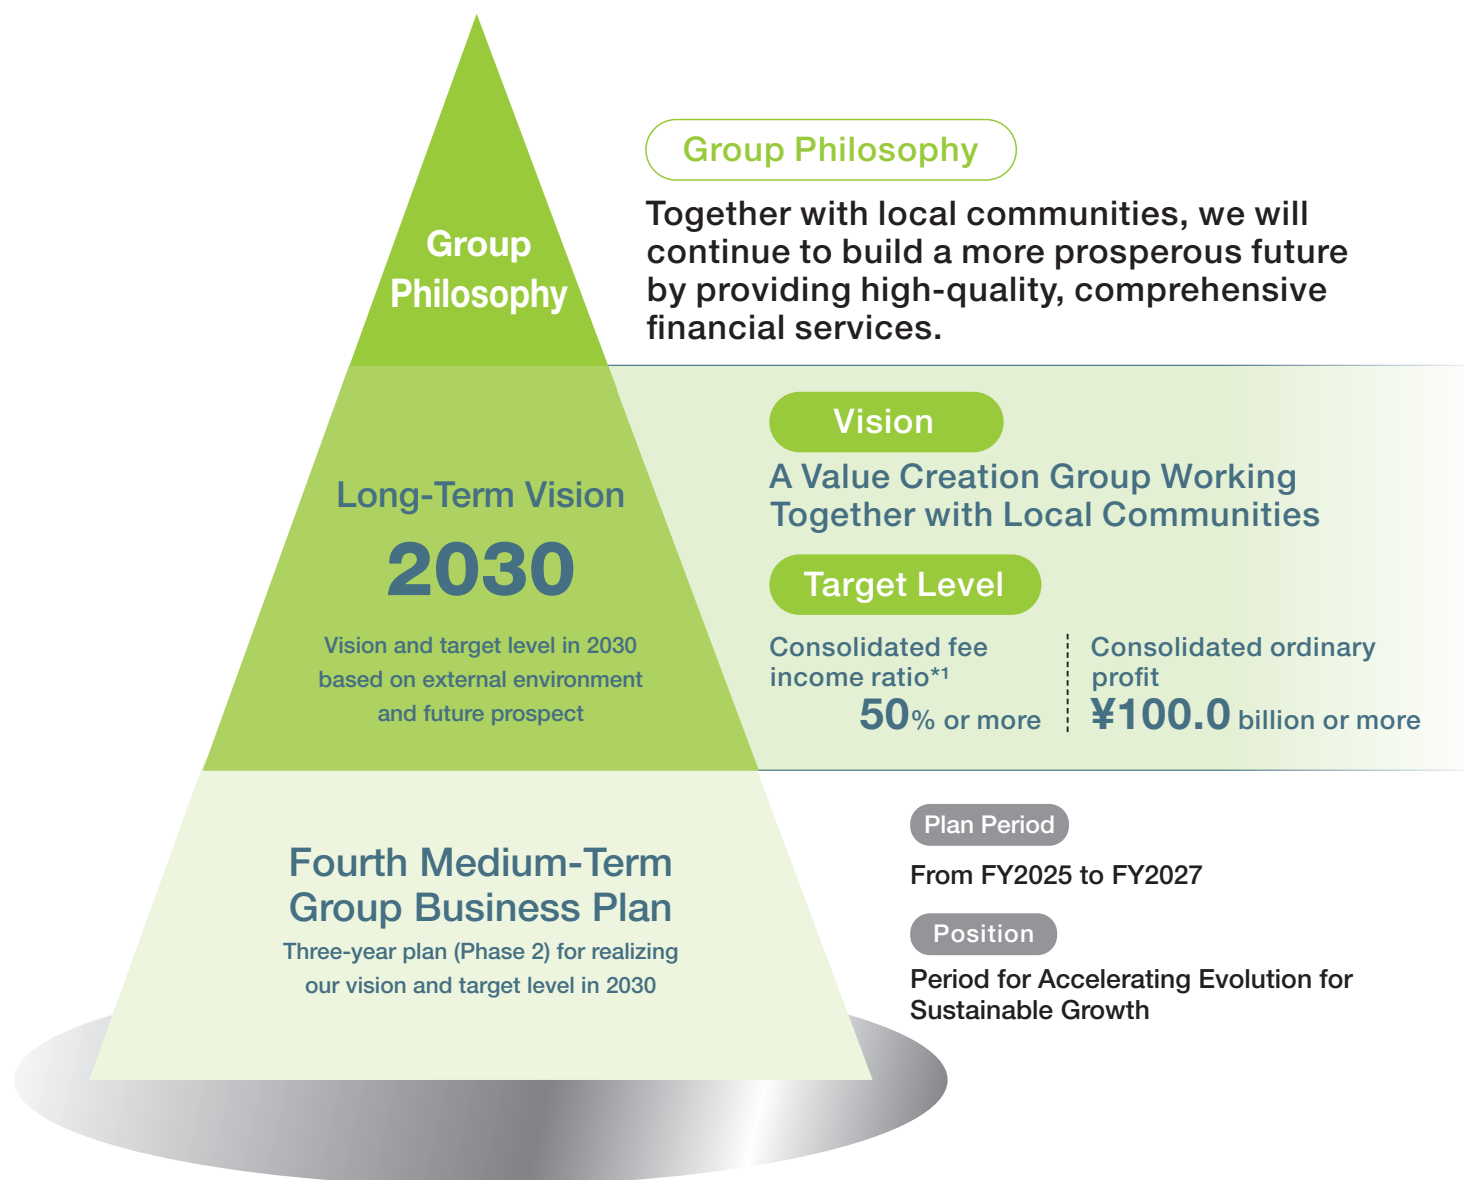 Group
Philosophy
Group Philosophy
Together with local communities, we will
continue to build a more prosperous future
by providing high-quality, comprehensive
financial services.
Long-Term Vision
2030
Vision and target level in 2030
based on external environment
and future prospect
Vision
A Value Creation Group Working
Together with Local Communities
Target Level
Consolidated fee
income ratio*1
50% or more
Consolidated ordinary
profit
¥100.0 billion or more
Fourth Medium-Term
Group Business Plan
Three-year plan (Phase 2) for realizing
our vision and target level in 2030
Plan Period
From FY2025 to FY2027
Position
Period for Accelerating Evolution for
Sustainable Growth